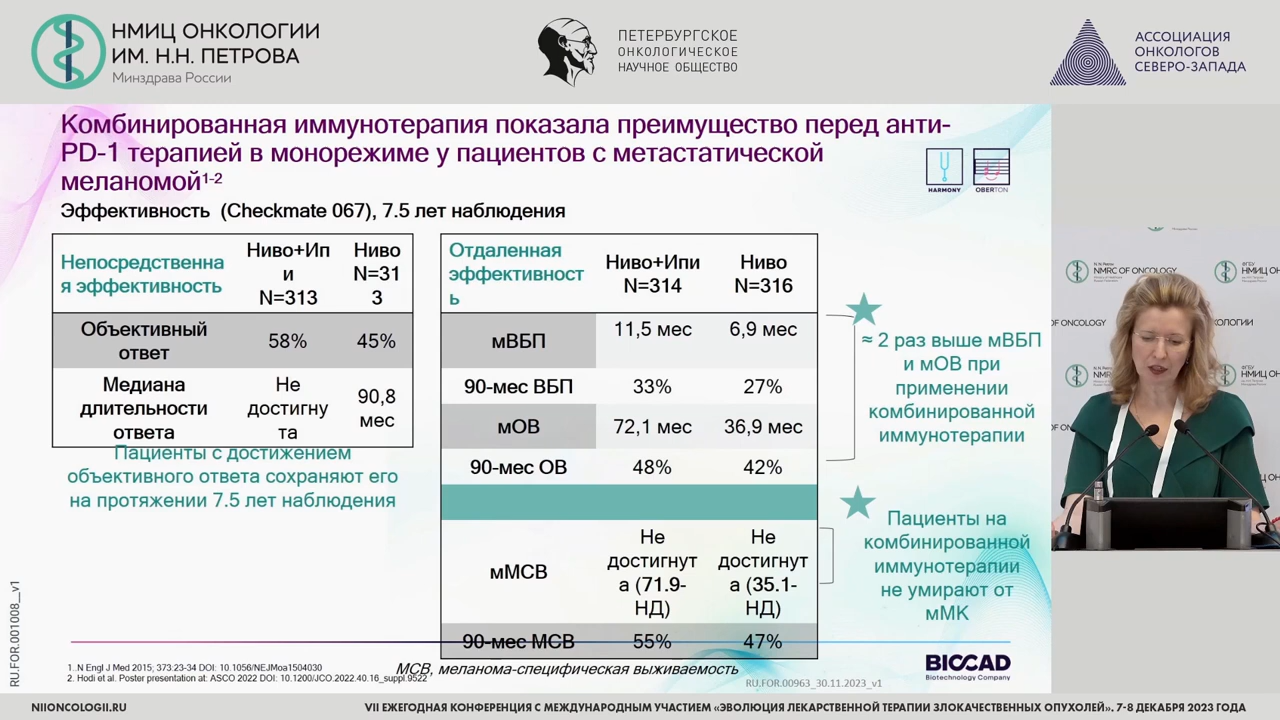 НМИЦ ОНКОЛОГИИ
ИМ. Н.Н. ПЕТРОВА
Минздрава России
ПЕТЕРБУРГСКОЕ
ОНКОЛОГИЧЕСКОЕ
НАУЧНОЕ ОБЩЕСТВО
АССОЦИАЦИЯ
ОНКОЛОГОВ
СЕВЕРО-ЗАПАДА
Комбинированная иммунотерапия показала преимущество перед анти-
PD-1 терапией в монорежиме у пациентов с метастатической
меланомой1-2
HARMONY
OBERTON
Эффективность (Checkmate 067), 7.5 лет наблюдения
Непосредственна
я эффективность
Ниво+Ип
и
N=313
Ниво
N=31
3
Объективный
ответ
58%
45%
Медиана
длительности
ответа
Не
достигну
та
90,8
мес
Пациенты с достижением
объективного ответа сохраняют его
на протяжении 7.5 лет наблюдения
Отдаленная
эффективност
ь
Ниво+Ипи
N=314
Ниво
N=316
мВБП
11,5 мес
6,9 мес
90-мес ВБП
33%
27%
мОВ
72,1 мес
36,9 мес
90-мес ОВ
48%
42%
мМСВ
Не
достигнут
а (71.9-
НД)
Не
достигнут
а (35.1-
НД)
90-мес МСВ
55%
47%
≈ 2 раз выше мВБП
и мОВ при
применении
комбинированной
иммунотерапии
Пациенты на
комбинированной
иммунотерапии
не умирают от
мМК
МСВ, меланома-специфическая выживаемость
1. N Engl J Med 2015; 373:23-34 DOI: 10.1056/NEJMoa1504030
2. Hodi et al. Poster presentation at: ASCO 2022 DOI: 10.1200/JCO.2022.40.16_suppl.9522
RU.FOR.001008__v1
RU.FOR.00963_30.11.2023_v1
BIOCAD
Biotechnology Company
NMRC OF ONCOLOGY
ФГБУ
НМИЦ
OF ONCOLOGY
КОЛОГИИ
НМИЦ
NIIONCOLOGII.RU
VII ЕЖЕГОДНАЯ КОНФЕРЕНЦИЯ С МЕЖДУНАРОДНЫМ УЧАСТИЕМ «ЭВОЛЮЦИЯ ЛЕКАРСТВЕННОЙ ТЕРАПИИ ЗЛОКАЧЕСТВЕННЫХ ОПУХОЛЕЙ». 7-8 ДЕКАБРЯ 2023 ГОДА